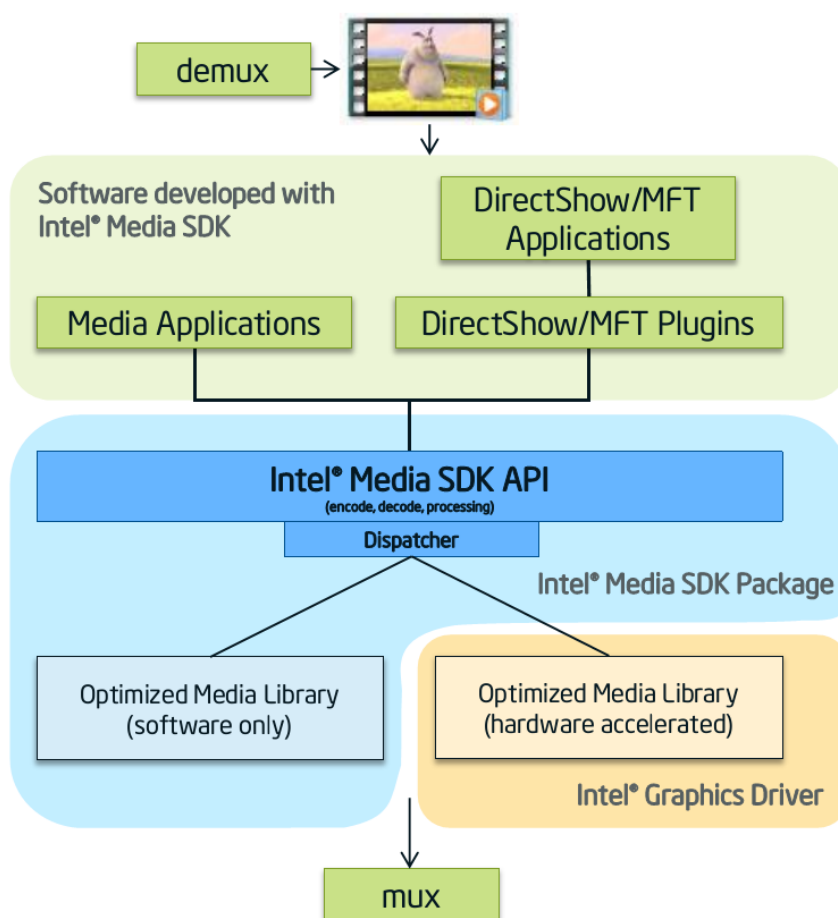 demux
Software developed with
Intel® Media SDK
DirectShow/MFT
Applications
Media Applications
DirectShow/MFT Plugins
Intel® Media SDK API
(encode, decode, processing)
Dispatcher
Intel® Media SDK Package
Optimized Media Library
(software only)
Optimized Media Library
(hardware accelerated)
Intel® Graphics Driver
mux